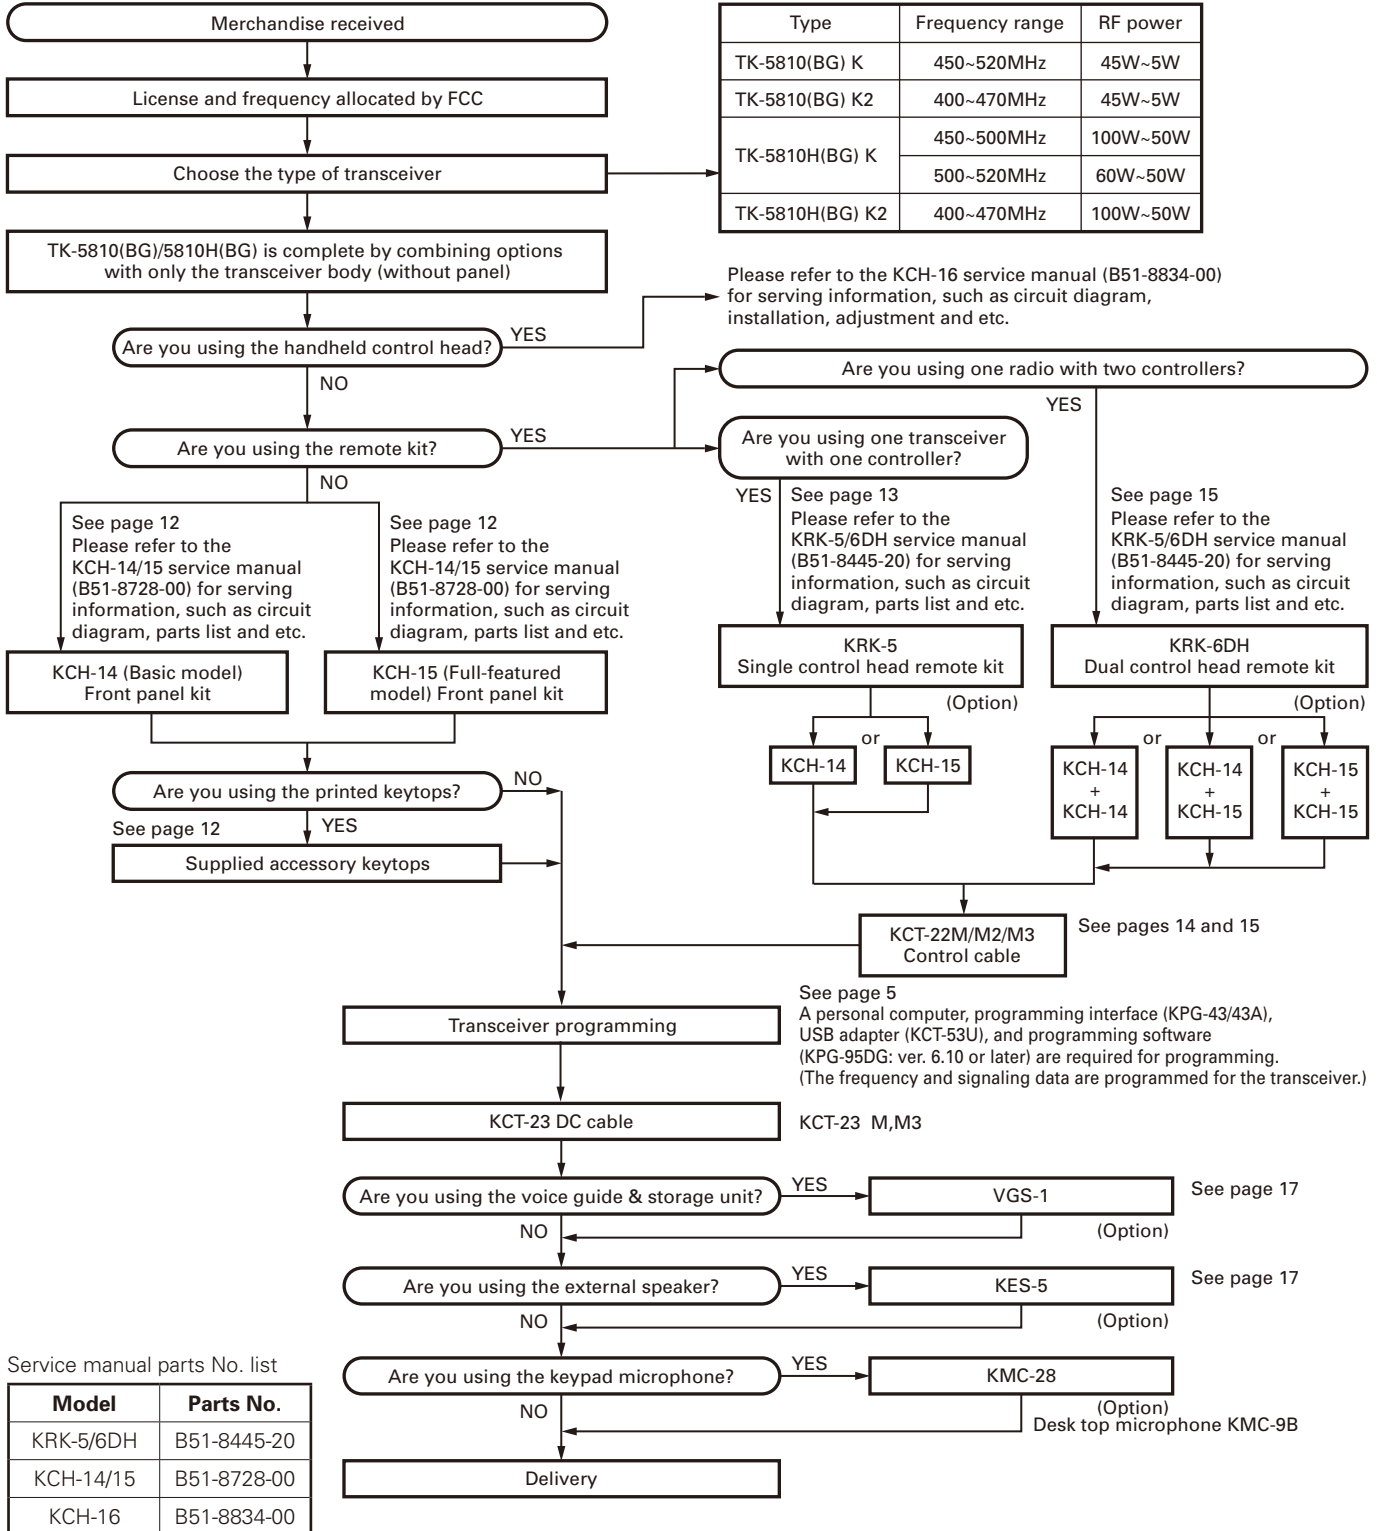 Merchandise received
License and frequency allocated by FCC
Choose the type of transceiver
Type Frequency range RF power
TK-5810(BG) K 450~520MHz 45W~5W
TK-5810(BG) K2 400~470MHz 45W~5W
TK-5810H(BG) K 450~500MHz 100W~50W
500~520MHz 60W~50W
TK-5810H(BG) K2 400~470MHz 100W~50W
TK-5810(BG)/5810H(BG) is complete by combining options
with only the transceiver body (without panel)
Please refer to the KCH-16 service manual (B51-8834-00)
for serving information, such as circuit diagram,
installation, adjustment and etc.
Are you using the handheld control head?
YES
NO
Are you using the remote kit?
YES
NO
Are you using one radio with two controllers?
YES
Are you using one transceiver
with one controller?
YES
See page 12
Please refer to the
KCH-14/15 service manual
(B51-8728-00) for serving
information, such as circuit
diagram, parts list and etc.
See page 12
Please refer to the
KCH-14/15 service manual
(B51-8728-00) for serving
information, such as circuit
diagram, parts list and etc.
See page 13
Please refer to the
KRK-5/6DH service manual
(B51-8445-20) for serving
information, such as circuit
diagram, parts list and etc.
See page 15
Please refer to the
KRK-5/6DH service manual
(B51-8445-20) for serving
information, such as circuit
diagram, parts list and etc.
KCH-14 (Basic model)
Front panel kit
KCH-15 (Full-featured
model) Front panel kit
KRK-5
Single control head remote kit
(Option)
KRK-6DH
Dual control head remote kit
(Option)
KCH-14
or
KCH-15
KCH-14
+
KCH-14
or
KCH-14
+
KCH-15
or
KCH-15
+
KCH-15
Are you using the printed keytops?
NO
YES
See page 12
Supplied accessory keytops
KCT-22M/M2/M3
Control cable
See pages 14 and 15
Transceiver programming
See page 5
A personal computer, programming interface (KPG-43/43A),
USB adapter (KCT-53U), and programming software
(KPG-95DG: ver. 6.10 or later) are required for programming.
(The frequency and signaling data are programmed for the transceiver.)
KCT-23 DC cable
KCT-23 M,M3
Are you using the voice guide & storage unit?
YES
NO
VGS-1
See page 17
(Option)
Are you using the external speaker?
YES
NO
KES-5
See page 17
(Option)
Are you using the keypad microphone?
YES
NO
KMC-28
(Option)
Desk top microphone KMC-9B
Delivery
Service manual parts No. list
Model Parts No.
KRK-5/6DH B51-8445-20
KCH-14/15 B51-8728-00
KCH-16 B51-8834-00